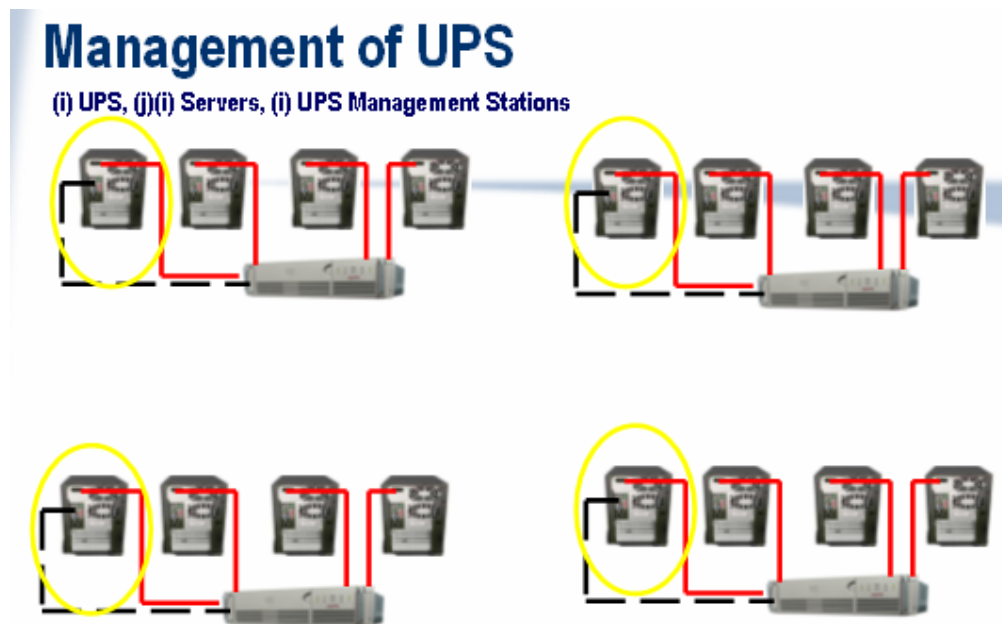 Management of UPS
(i) UPS, (j)(i) Servers, (i) UPS Management Stations